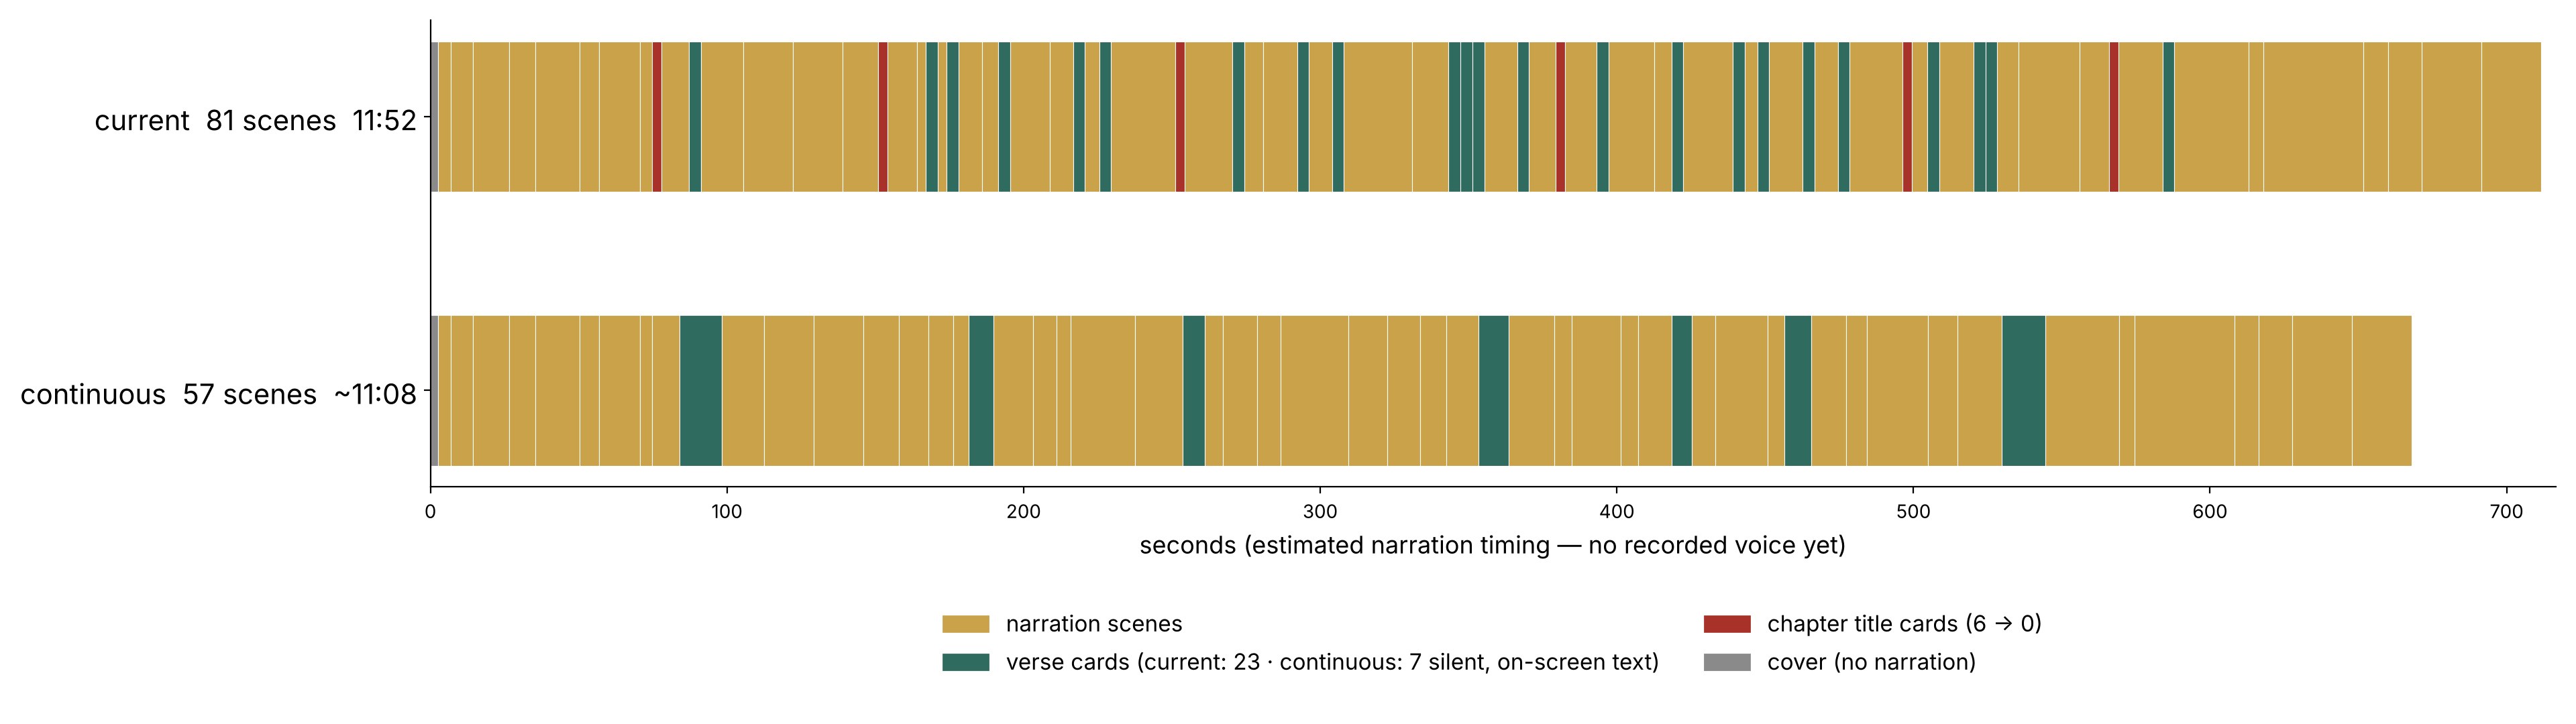 current  81 scenes  11:52
continuous  57 scenes  ~11:08
0 100 200 300 400 500 600 700
seconds (estimated narration timing — no recorded voice yet)
narration scenes
verse cards (current: 23 · continuous: 7 silent, on-screen text)
chapter title cards (6 → 0)
cover (no narration)